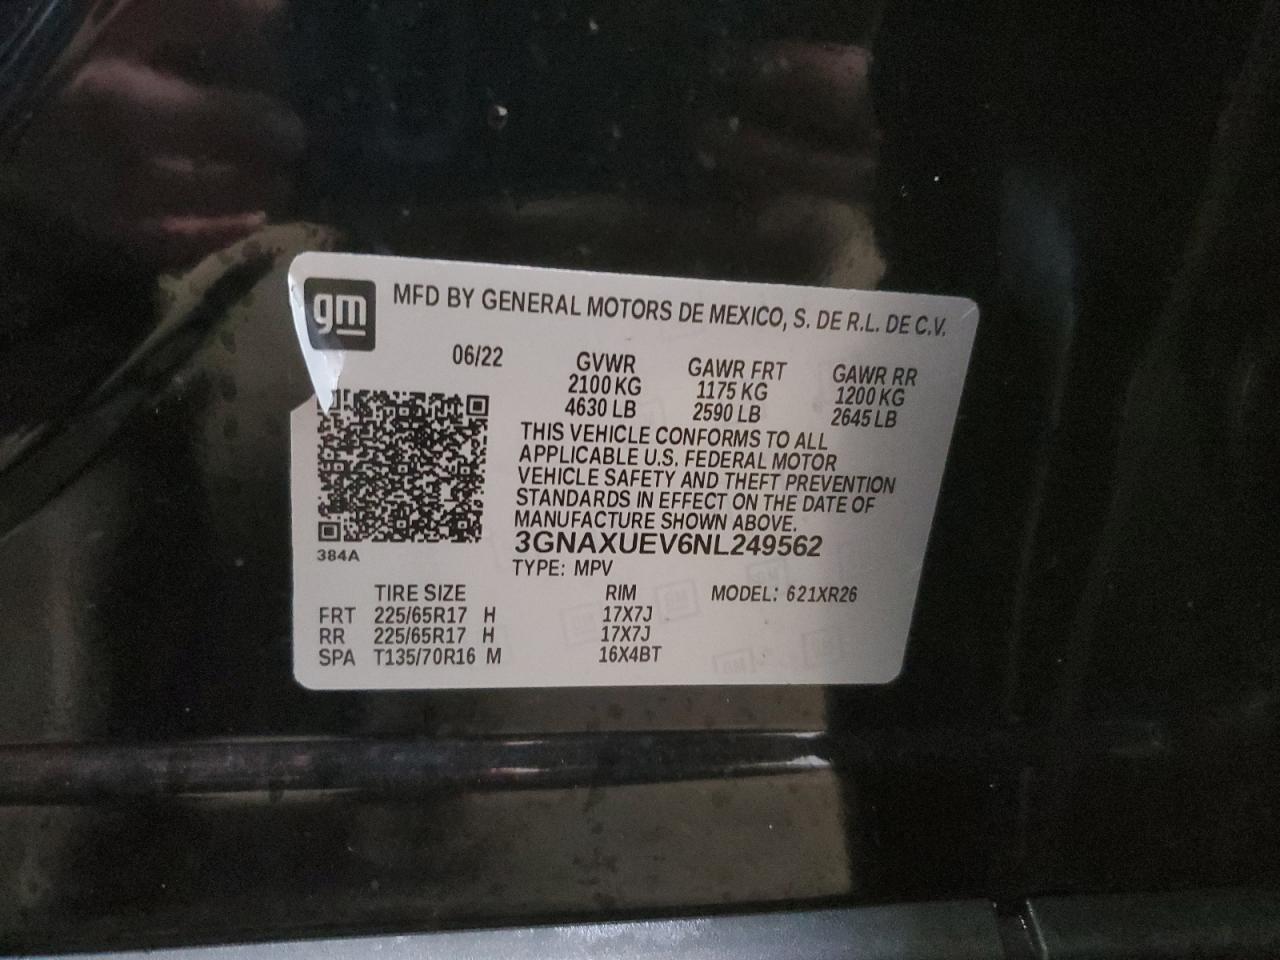 gm
MFD BY GENERAL MOTORS DE MEXICO, S. DE R.L. DE C.V.
06/22
GVWR GAWR FRT GAWR RR
2100 KG 1175 KG 1200 KG
4630 LB 2590 LB 2645 LB
THIS VEHICLE CONFORMS TO ALL
APPLICABLE U.S. FEDERAL MOTOR
VEHICLE SAFETY AND THEFT PREVENTION
STANDARDS IN EFFECT ON THE DATE OF
MANUFACTURE SHOWN ABOVE.
3GNAXUEV6NL249562
384A
TYPE: MPV
TIRE SIZE RIM MODEL: 621XR26
FRT 225/65R17 H 17X7J
RR 225/65R17 H 17X7J
SPA T135/70R16 M 16X4BT